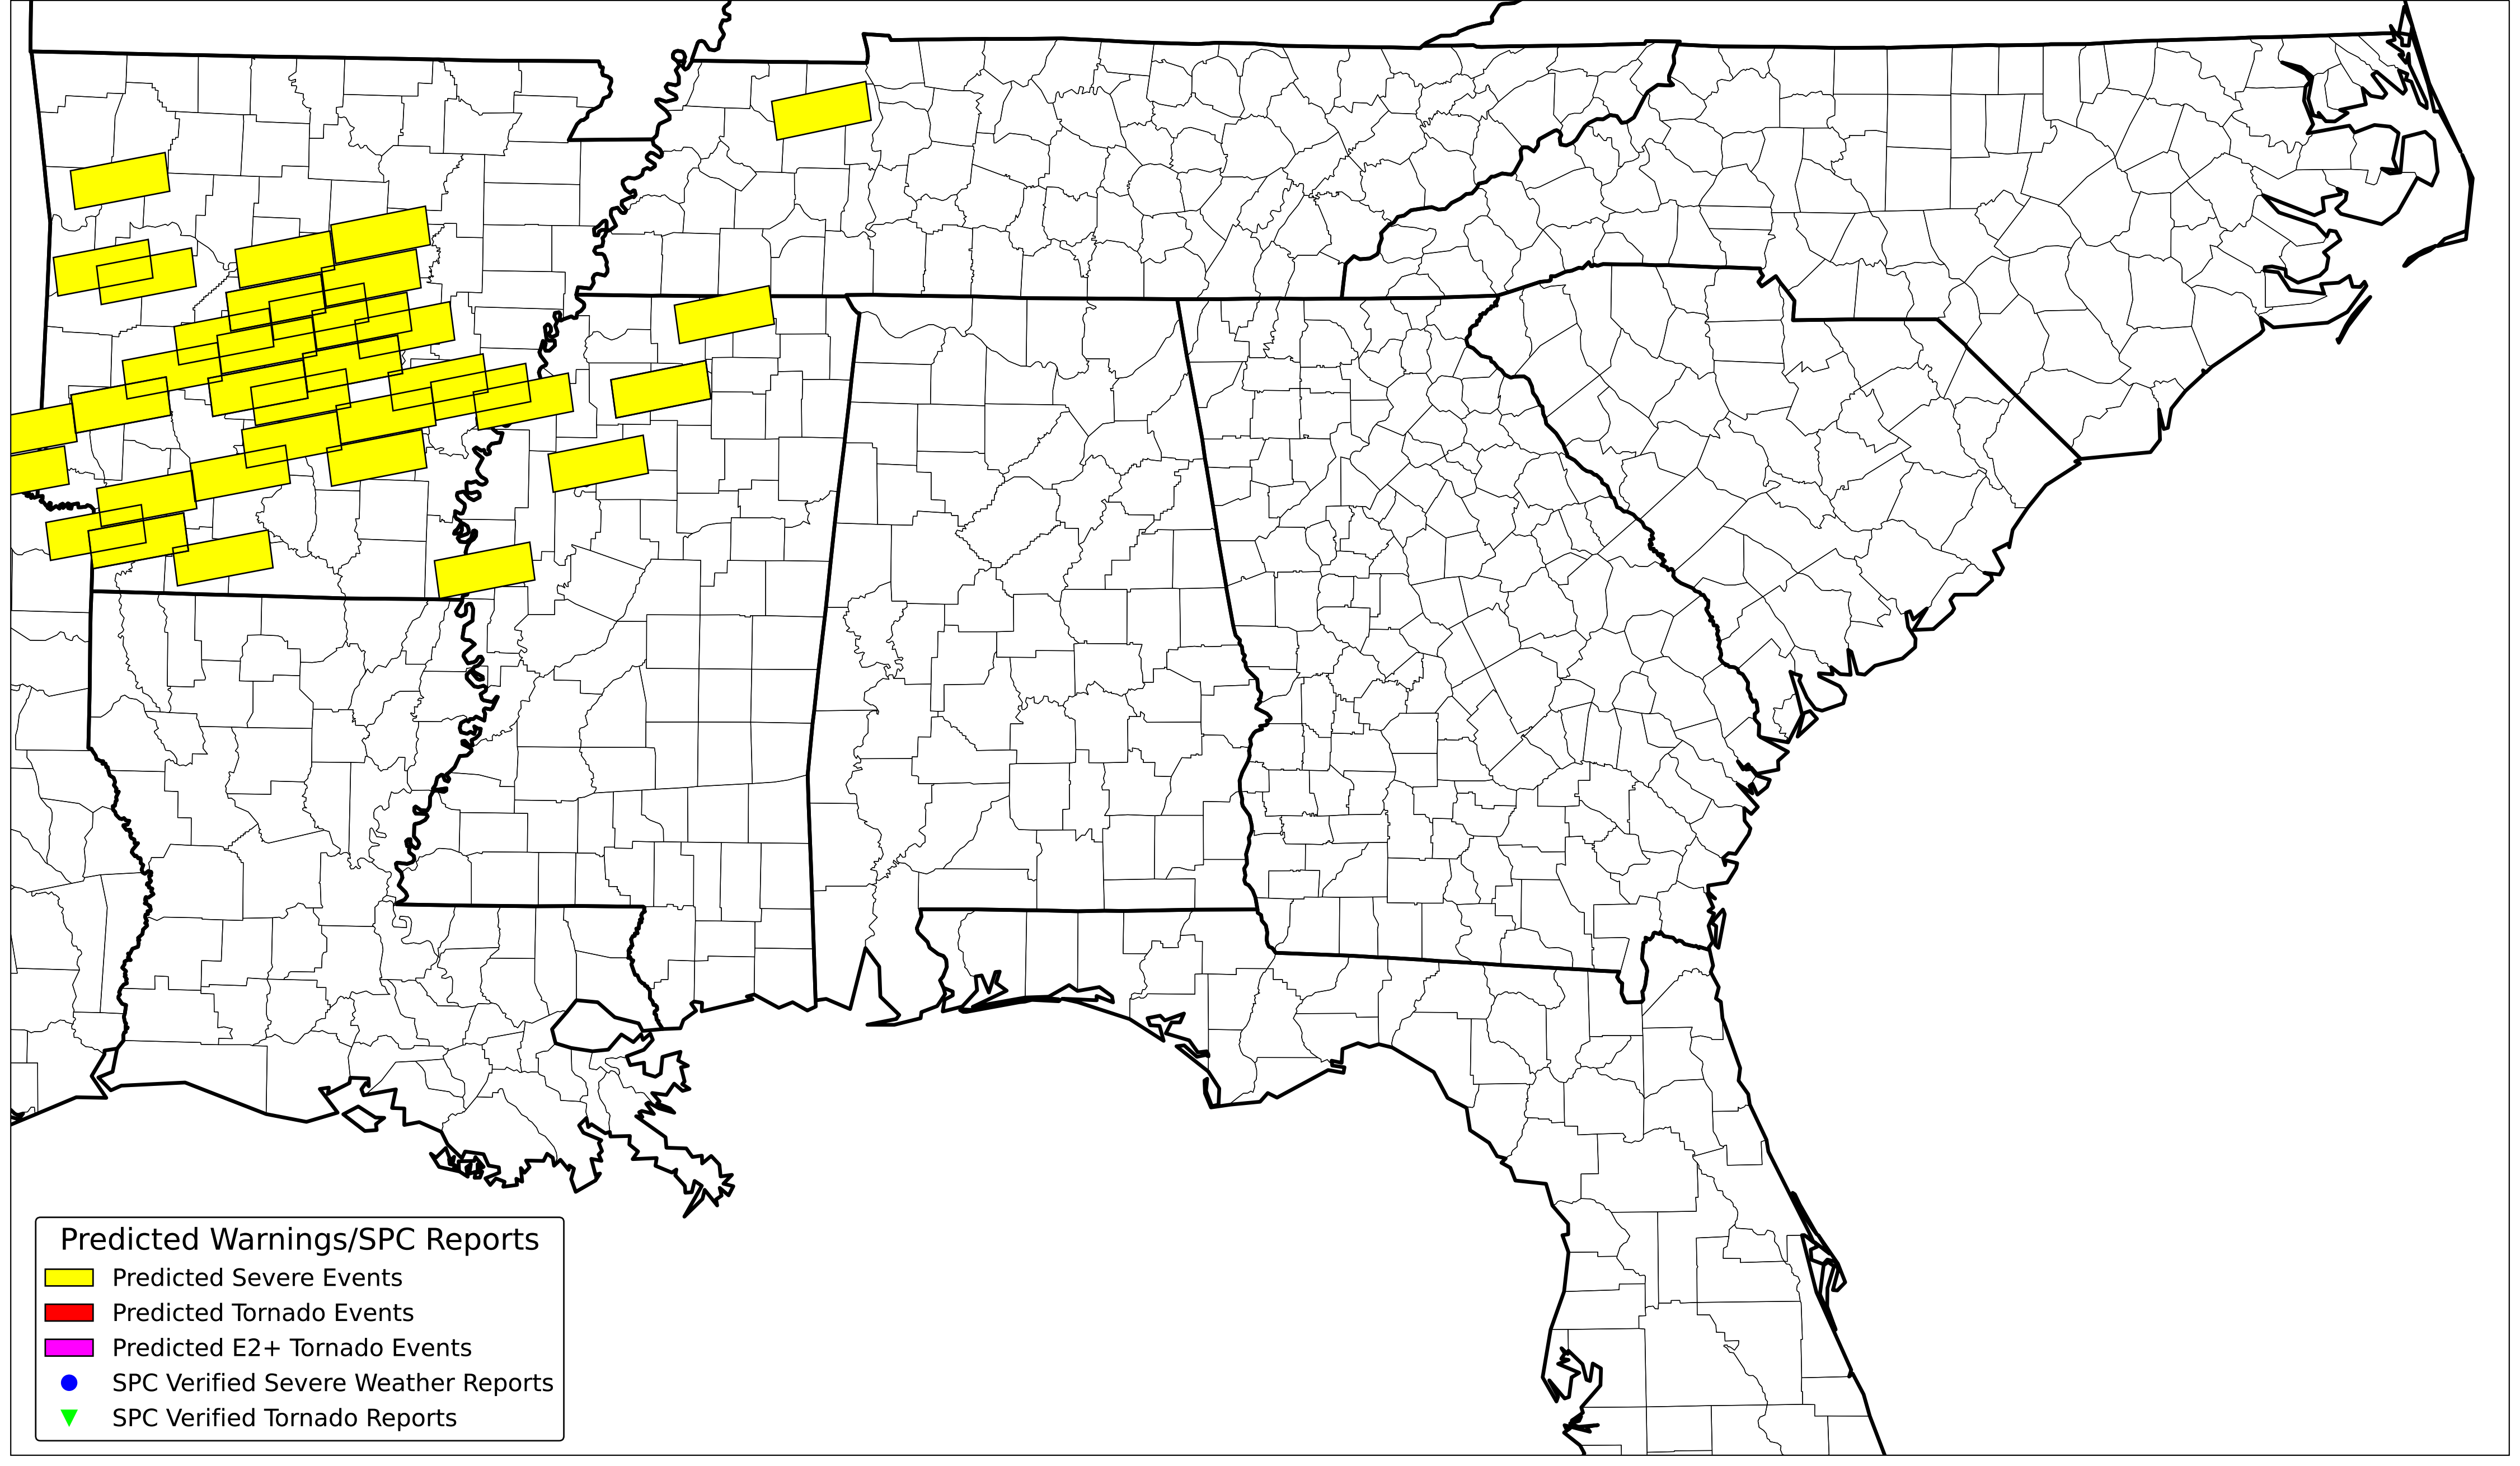 Predicted Warnings/SPC Reports
Predicted Severe Events
Predicted Tornado Events
Predicted E2+ Tornado Events
SPC Verified Severe Weather Reports
SPC Verified Tornado Reports